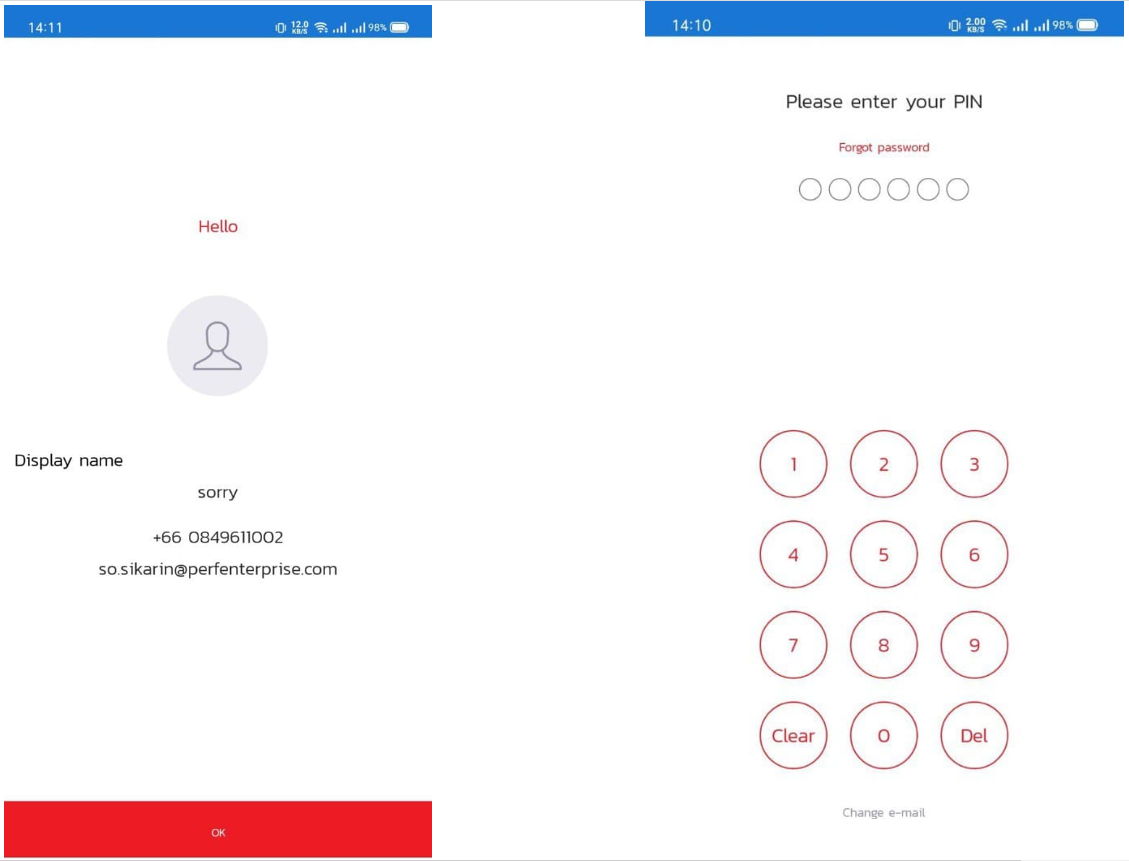 14:11 12.0 KB/S 98%
Hello
Display name
sorry
+66 0849611002
so.sikarin@perfenterprise.com
OK
14:10 2.00 KB/S 98%
Please enter your PIN
Forgot password
1 2 3
4 5 6
7 8 9
Clear 0 Del
Change e-mail